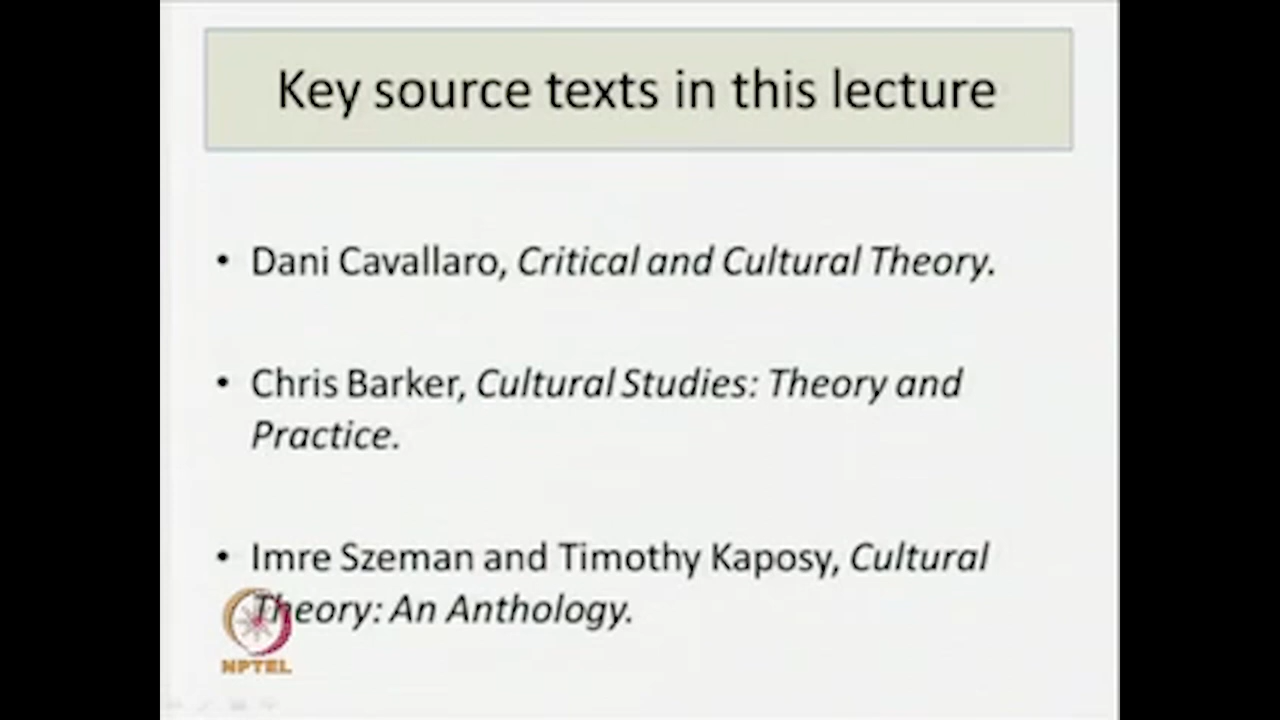 Key source texts in this lecture
• Dani Cavallaro, Critical and Cultural Theory.
• Chris Barker, Cultural Studies: Theory and
Practice.
• Imre Szeman and Timothy Kaposy, Cultural
Theory: An Anthology.
NPTEL